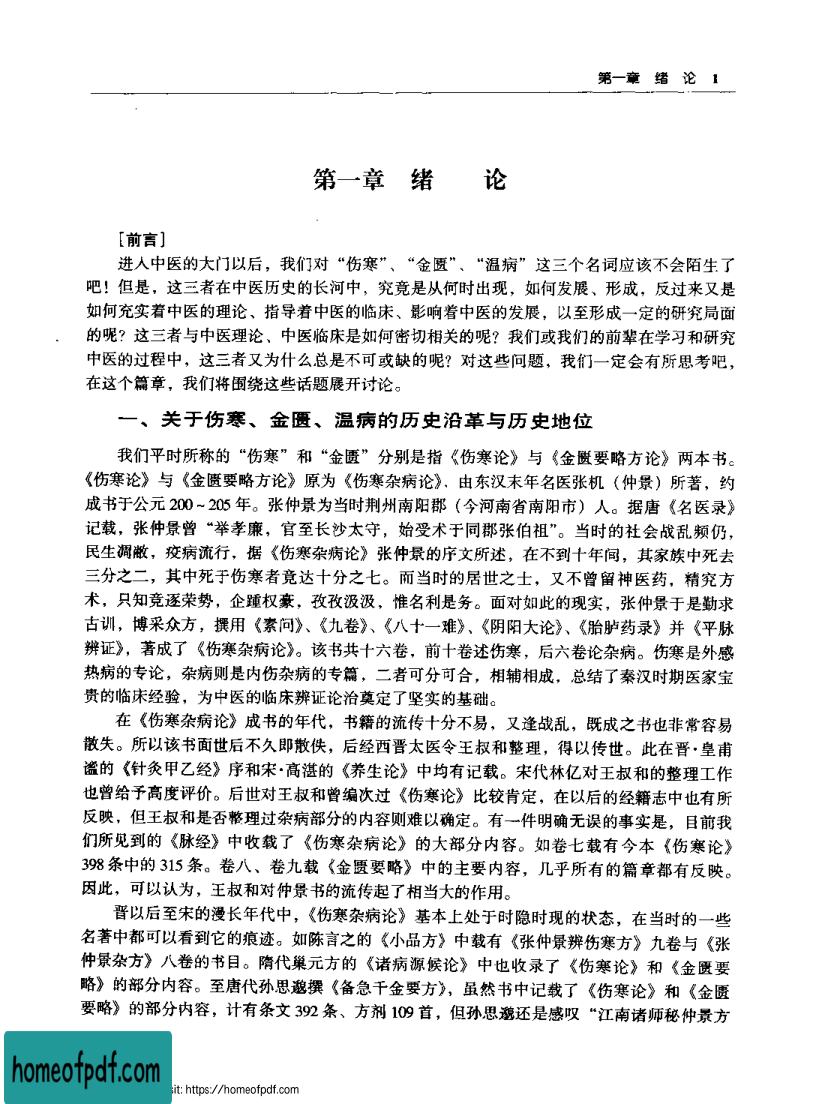 第一章 绪 论 1
第一章 绪 论
[前言]
进入中医的大门以后，我们对“伤寒”、“金匮”、“温病”这三个名词应该不会陌生了
吧！但是，这三者在中医历史的长河中，究竟是从何时出现，如何发展、形成，反过来又是
如何充实着中医的理论、指导着中医的临床、影响着中医的发展，以至形成一定的研究局面
的呢？这三者与中医理论、中医临床是如何密切相关的呢？我们或我们的前辈在学习和研究
中医的过程中，这三者又为什么总是不可或缺的呢？对这些问题，我们一定会有所思考吧，
在这个篇章，我们将围绕这些话题展开讨论。
一、关于伤寒、金匮、温病的历史沿革与历史地位
我们平时所称的“伤寒”和“金匮”分别是指《伤寒论》与《金匮要略方论》两本书。
《伤寒论》与《金匮要略方论》原为《伤寒杂病论》，由东汉末年名医张机（仲景）所著，约
成书于公元200～205年。张仲景为当时荆州南阳郡（今河南省南阳市）人。据唐《名医录》
记载，张仲景曾“举孝廉，官至长沙太守，始受术于同郡张伯祖”。当时的社会战乱频仍，
民生凋敝，疫病流行，据《伤寒杂病论》张仲景的序文所述，在不到十年间，其家族中死去
三分之二，其中死于伤寒者竟达十分之七。而当时的居世之士，又不曾留神医药，精究方
术，只知竞逐荣势，企踵权豪，孜孜汲汲，惟名利是务。面对如此的现实，张仲景于是勤求
古训，博采众方，撰用《素问》、《九卷》、《八十一难》、《阴阳大论》、《胎胪药录》并《平脉
辨证》，著成了《伤寒杂病论》。该书共十六卷，前十卷述伤寒，后六卷论杂病。伤寒是外感
热病的专论，杂病则是内伤杂病的专篇，二者可分可合，相辅相成，总结了秦汉时期医家宝
贵的临床经验，为中医的临床辨证论治奠定了坚实的基础。
在《伤寒杂病论》成书的年代，书籍的流传十分不易，又逢战乱，既成之书也非常容易
散失。所以该书面世后不久即散佚，后经西晋太医令王叔和整理，得以传世。此在晋·皇甫
谧的《针灸甲乙经》序和宋·高湛的《养生论》中均有记载。宋代林亿对王叔和的整理工作
也曾给予高度评价。后世对王叔和曾编次过《伤寒论》比较肯定，在以后的经籍志中也有所
反映，但王叔和是否整理过杂病部分的内容则难以确定。有一件明确无误的事实是，目前我
们所见到的《脉经》中收载了《伤寒杂病论》的大部分内容。如卷七载有今本《伤寒论》
398条中的315条。卷八、卷九载《金匮要略》中的主要内容，几乎所有的篇章都有反映。
因此，可以认为，王叔和对仲景书的流传起了相当大的作用。
晋以后至宋的漫长年代中，《伤寒杂病论》基本上处于时隐时现的状态，在当时的一些
名著中都可以看到它的痕迹。如陈言之的《小品方》中载有《张仲景辨伤寒方》九卷与《张
仲景杂方》八卷的书目。隋代巢元方的《诸病源候论》中也收录了《伤寒论》和《金匮要
略》的部分内容。至唐代孙思邈撰《备急千金要方》，虽然书中记载了《伤寒论》和《金匮
要略》的部分内容，计有条文392条、方剂109首，但孙思邈还是感叹“江南诸师秘仲景方
homeofpdf.com
sit: https://homeofpdf.com